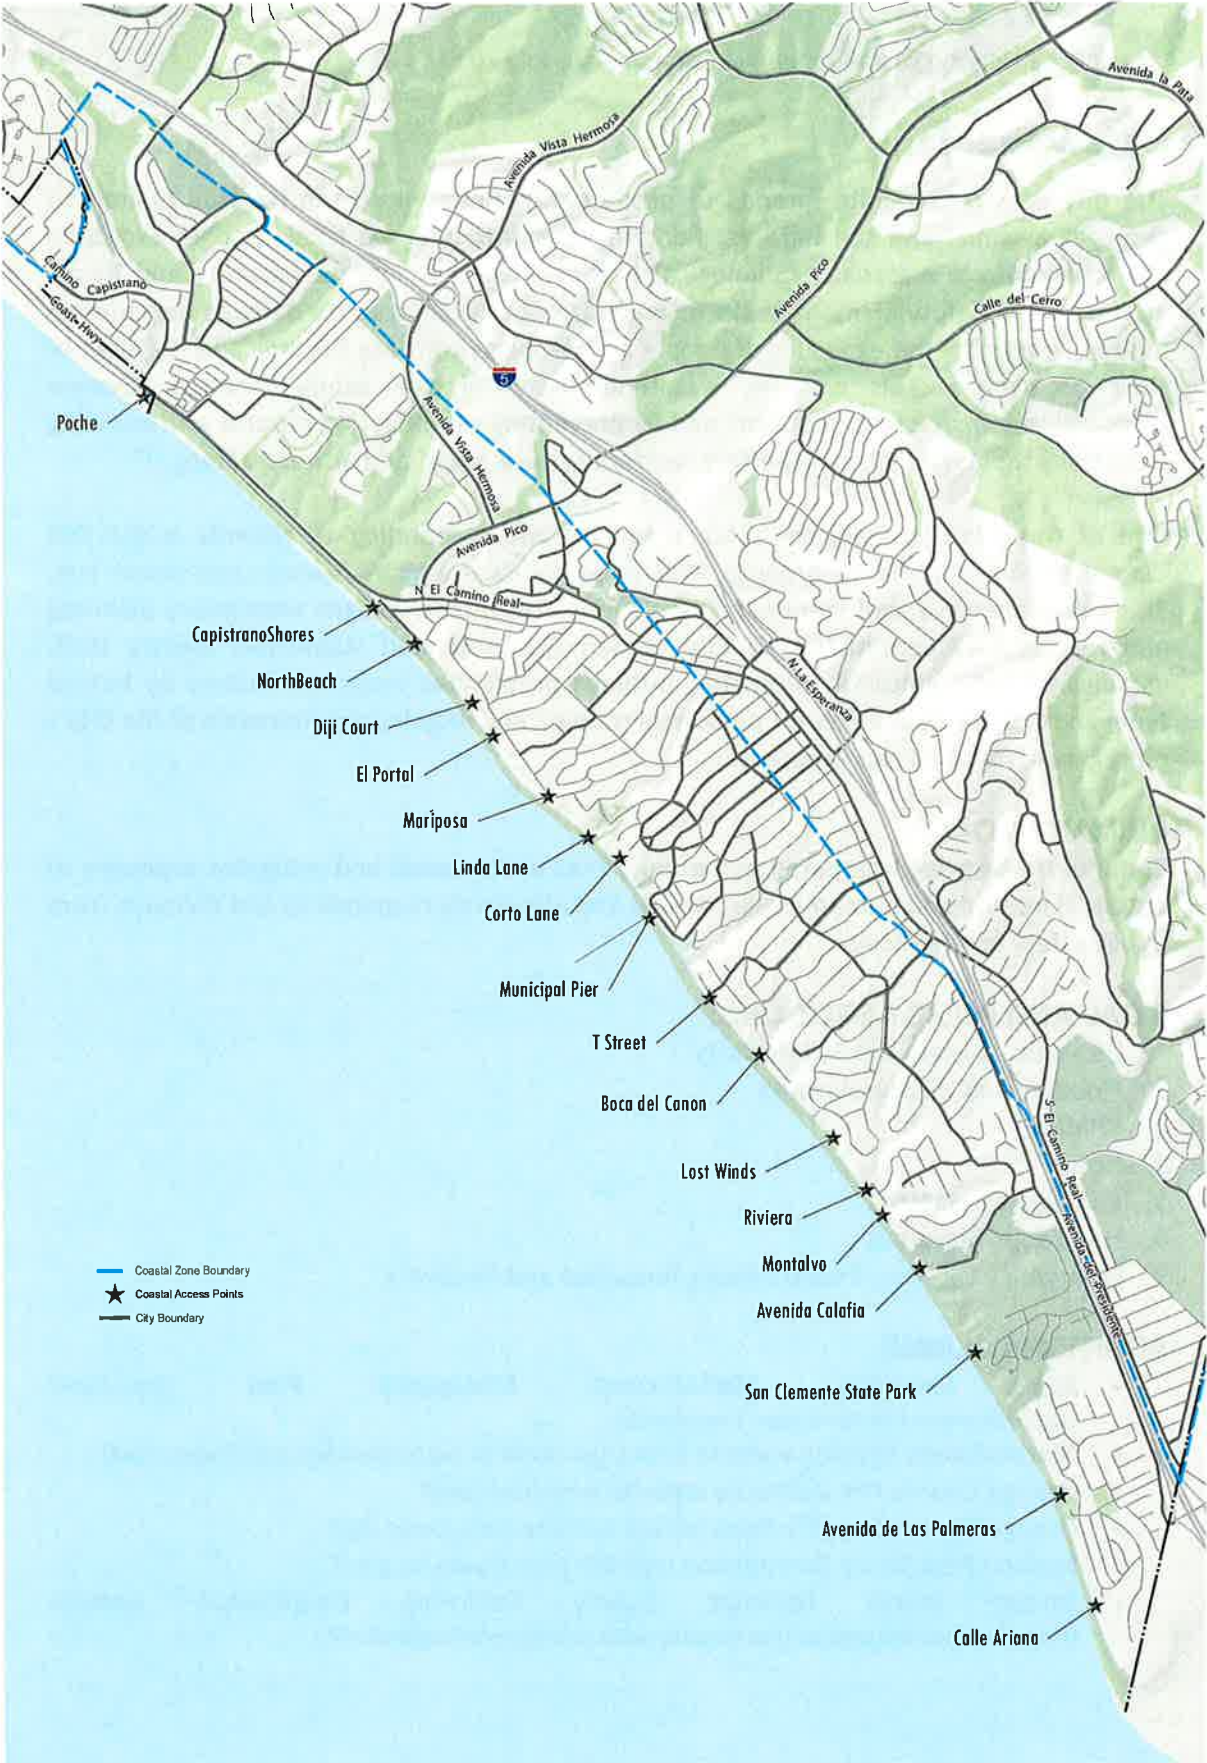 Avenida la Pata
Avenida Vista Hermosa
Avenida Pico
Calle del Cerro
Camino Capistrano
Coast Hwy
5
Poche
Avenida Vista Hermosa
Avenida Pico
N El Camino Real
CapistranoShores
NorthBeach
N La Esperanza
Diji Court
El Portal
Mariposa
Linda Lane
Corto Lane
Municipal Pier
T Street
Boca del Canon
S El Camino Real
Lost Winds
Riviera
Montalvo
Avenida del Presidente
Avenida Calafia
Coastal Zone Boundary
Coastal Access Points
City Boundary
San Clemente State Park
Avenida de Las Palmeras
Calle Ariana